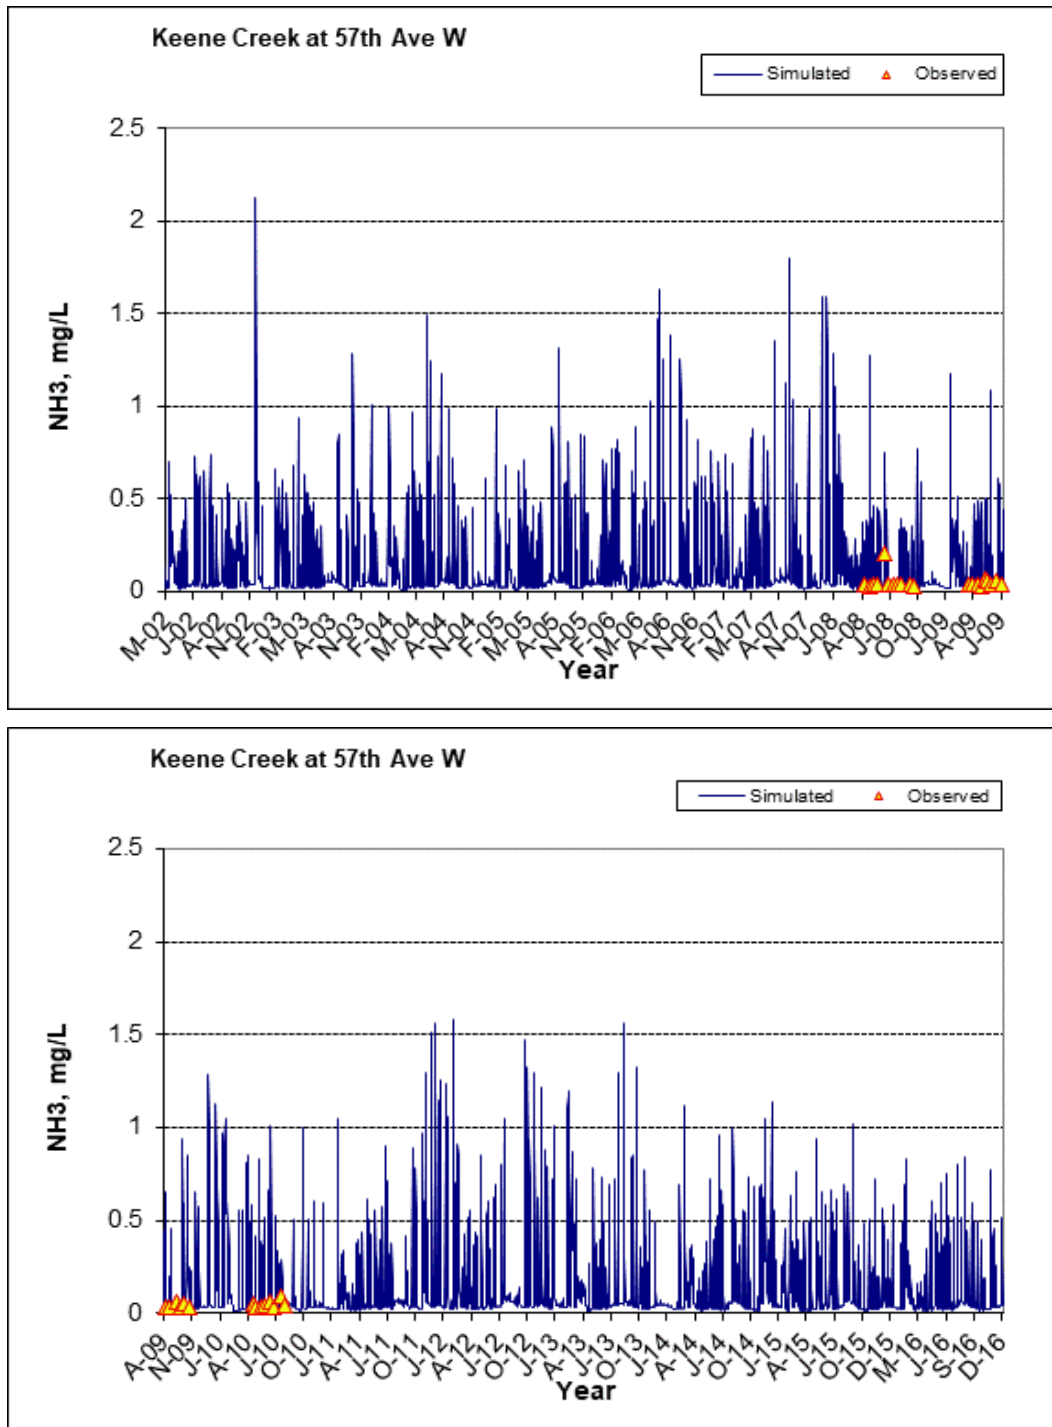 Keene Creek at 57th Ave W
Simulated Observed
2.5
2
1.5
1
0.5
0
NH3, mg/L
M-02 J-02 A-02 N-02 F-03 M-03 A-03 N-03 F-04 M-04 A-04 N-04 F-05 M-05 A-05 N-05 F-06 M-06 A-06 N-06 F-07 M-07 A-07 N-07 J-08 A-08 J-08 O-08 J-09 A-09 J-09
Year
Keene Creek at 57th Ave W
Simulated Observed
2.5
2
1.5
1
0.5
0
NH3, mg/L
A-09 N-09 J-10 A-10 J-10 O-10 J-11 A-11 J-11 O-11 J-12 A-12 J-12 O-12 J-13 A-13 J-13 O-13 J-14 A-14 J-14 O-14 J-15 A-15 J-15 O-15 D-15 M-16 J-16 S-16 D-16
Year